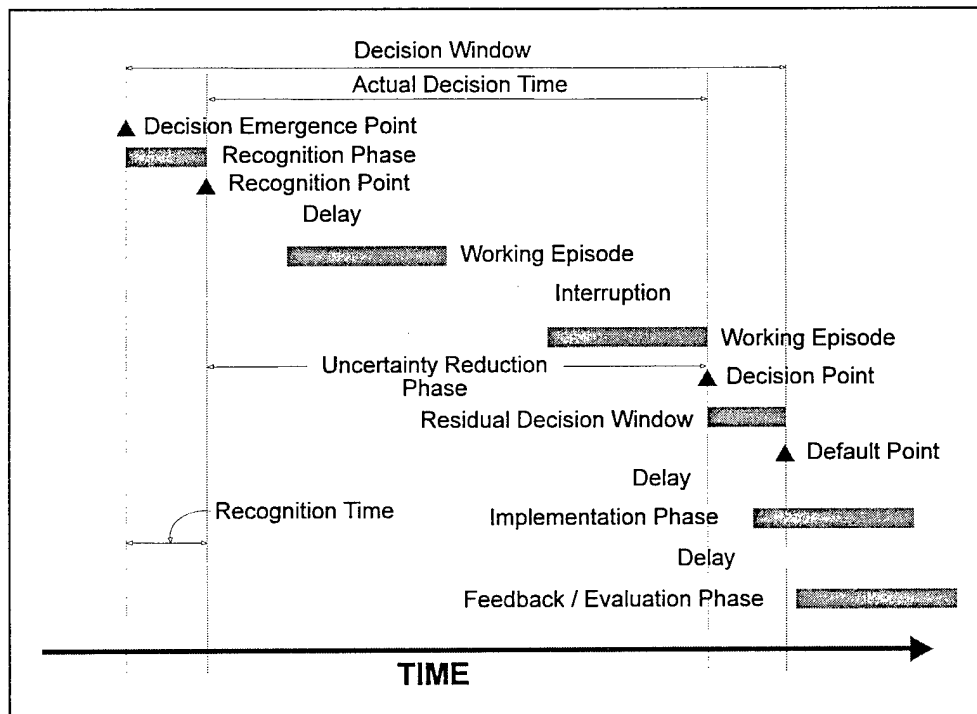 Decision Window
Actual Decision Time
Decision Emergence Point
Recognition Phase
Recognition Point
Delay
Working Episode
Interruption
Working Episode
Uncertainty Reduction
Phase
Decision Point
Residual Decision Window
Default Point
Delay
Recognition Time
Implementation Phase
Delay
Feedback / Evaluation Phase
TIME